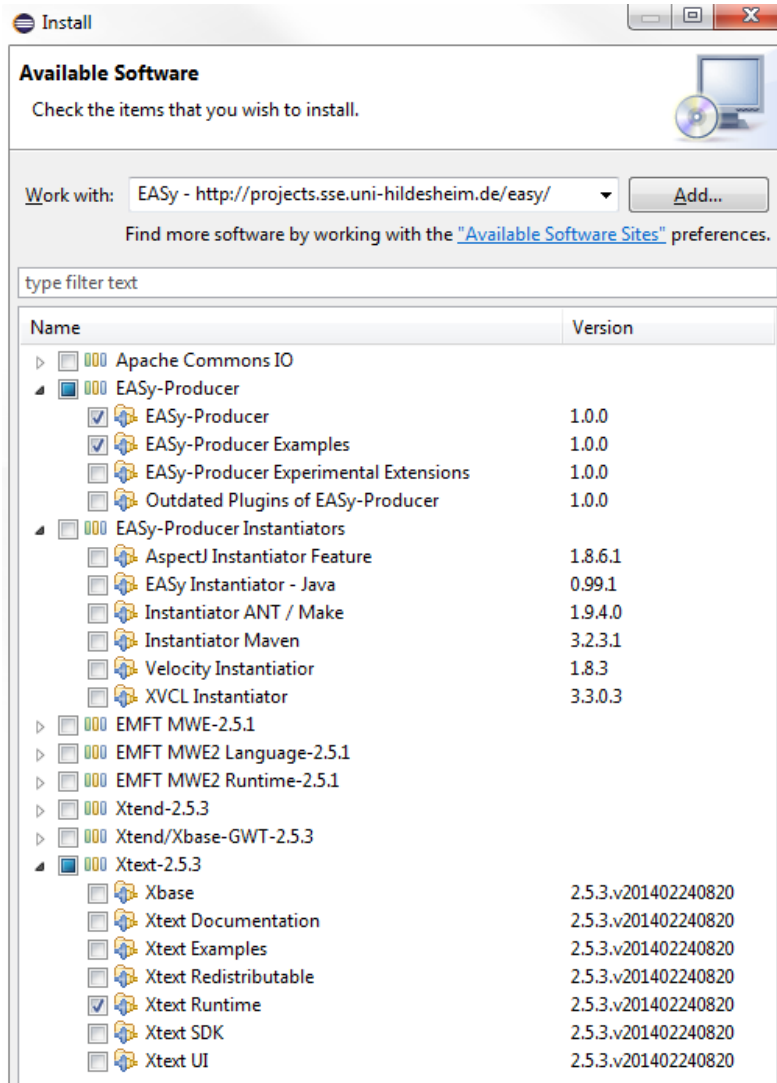 Install
Available Software
Check the items that you wish to install.
Work with: EASy - http://projects.sse.uni-hildesheim.de/easy/ Add...
Find more software by working with the "Available Software Sites" preferences.
type filter text
Name Version
Apache Commons IO
EASy-Producer
EASy-Producer 1.0.0
EASy-Producer Examples 1.0.0
EASy-Producer Experimental Extensions 1.0.0
Outdated Plugins of EASy-Producer 1.0.0
EASy-Producer Instantiators
AspectJ Instantiator Feature 1.8.6.1
EASy Instantiator - Java 0.99.1
Instantiator ANT / Make 1.9.4.0
Instantiator Maven 3.2.3.1
Velocity Instantiatior 1.8.3
XVCL Instantiator 3.3.0.3
EMFT MWE-2.5.1
EMFT MWE2 Language-2.5.1
EMFT MWE2 Runtime-2.5.1
Xtend-2.5.3
Xtend/Xbase-GWT-2.5.3
Xtext-2.5.3
Xbase 2.5.3.v201402240820
Xtext Documentation 2.5.3.v201402240820
Xtext Examples 2.5.3.v201402240820
Xtext Redistributable 2.5.3.v201402240820
Xtext Runtime 2.5.3.v201402240820
Xtext SDK 2.5.3.v201402240820
Xtext UI 2.5.3.v201402240820